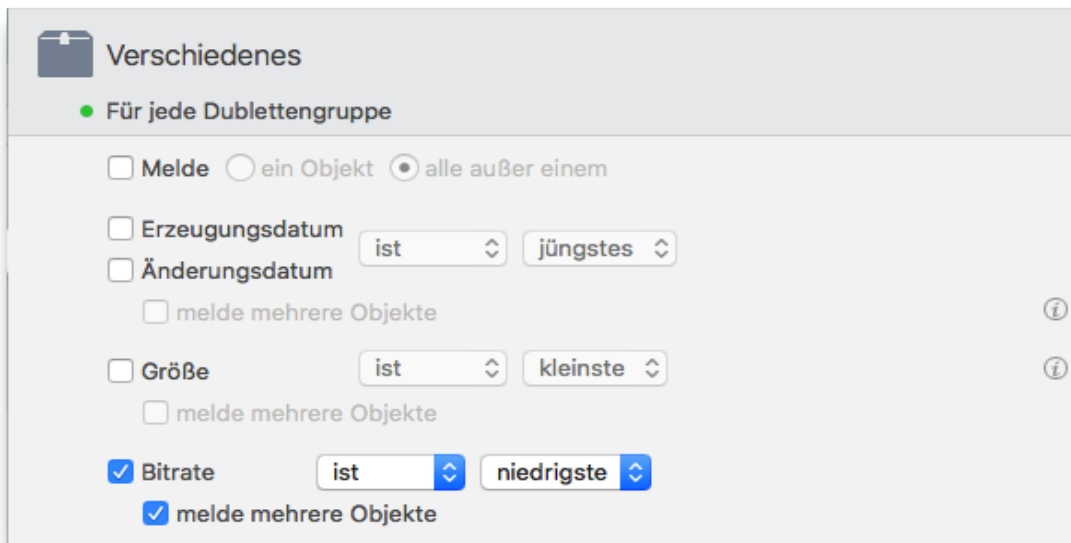 Verschiedenes
Für jede Dublettengruppe
Melde ein Objekt alle außer einem
Erzeugungsdatum
ist jüngstes
Änderungsdatum
melde mehrere Objekte
Größe ist kleinste
melde mehrere Objekte
Bitrate ist niedrigste
melde mehrere Objekte